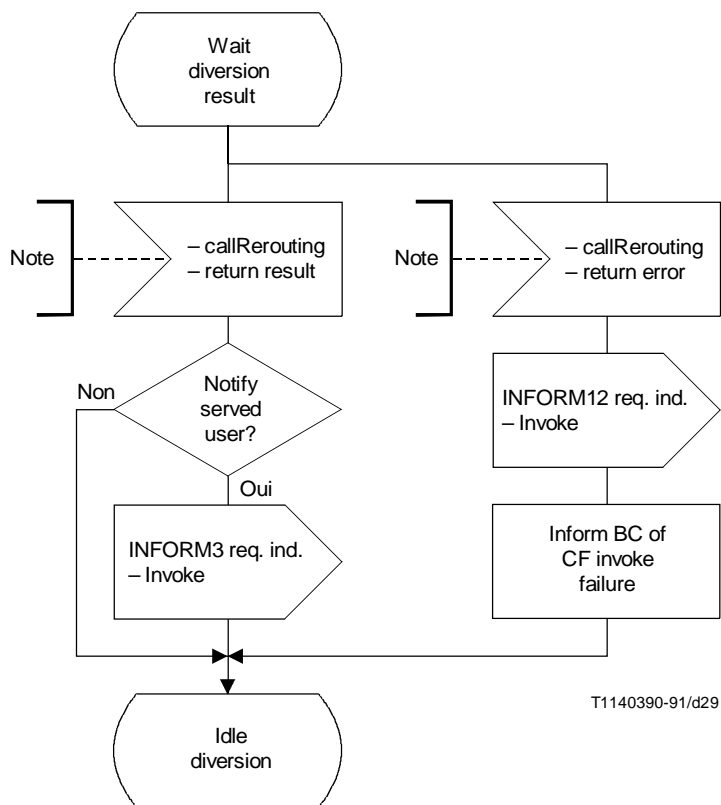 Wait
diversion
result
Note
– callRerouting
– return result
Note
– callRerouting
– return error
Non
Notify
served
user?
INFORM12 req. ind.
– Invoke
Oui
INFORM3 req. ind.
– Invoke
Inform BC of
CF invoke
failure
T1140390-91/d29
Idle
diversion